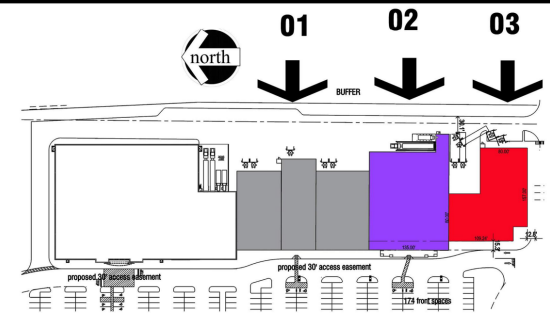 01
02
03
north
BUFFER
proposed 30' access easement
proposed 30' access easement
174 front spaces